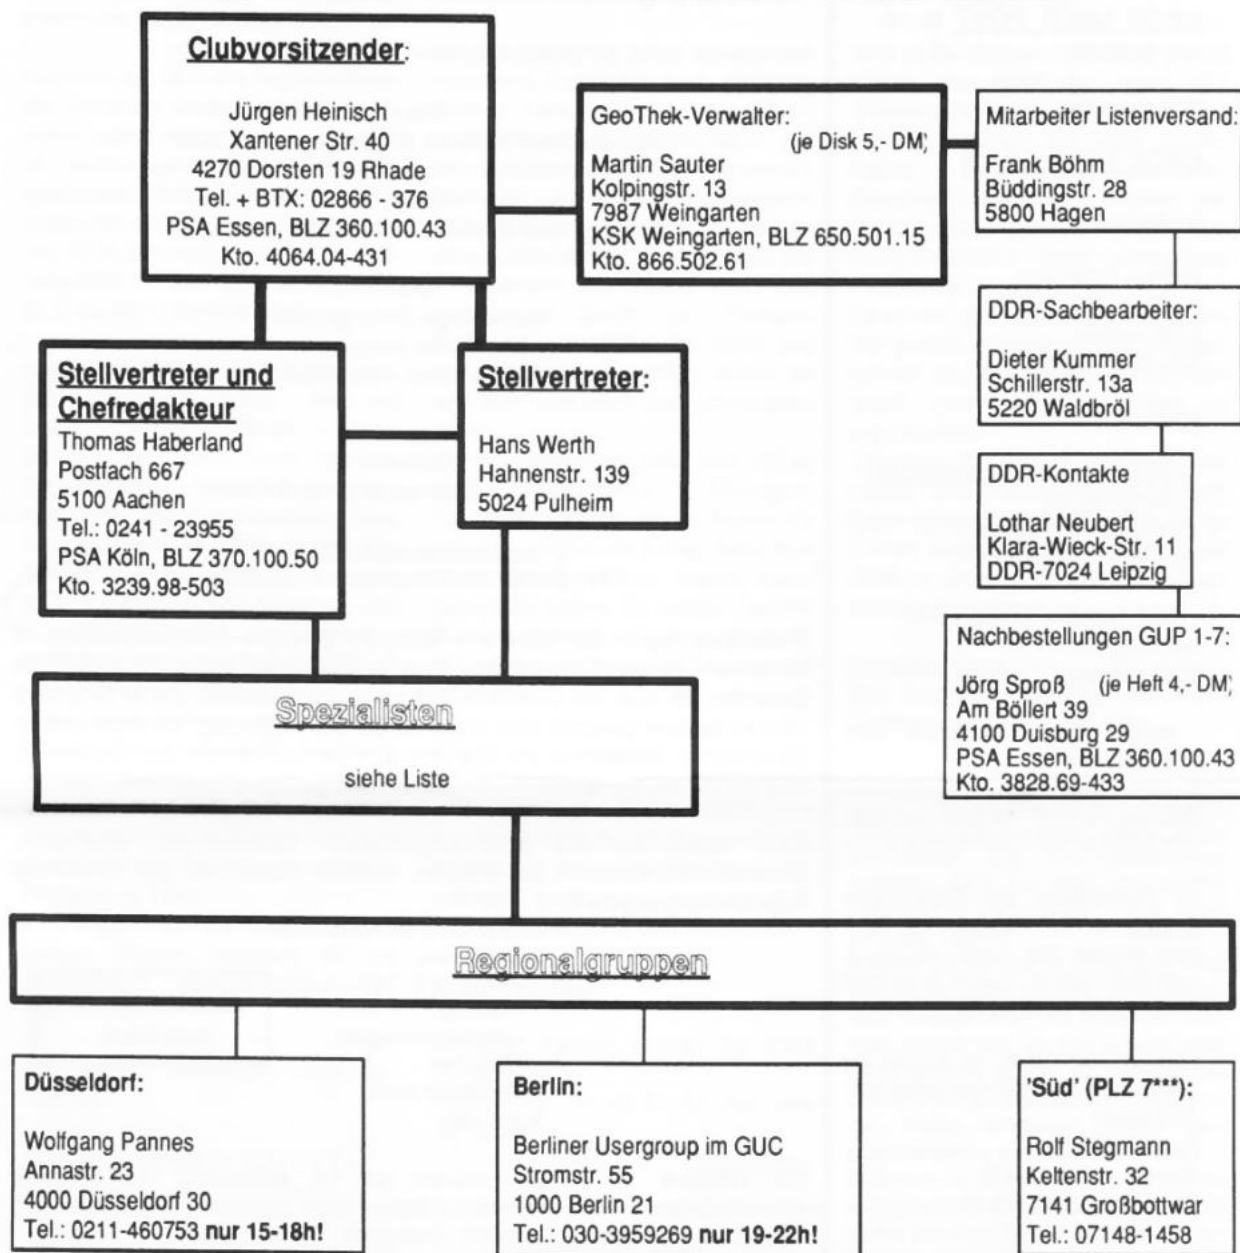 Clubvorsitzender:
Jürgen Heinisch
Xantener Str. 40
4270 Dorsten 19 Rhade
Tel. + BTX: 02866 - 376
PSA Essen, BLZ 360.100.43
Kto. 4064.04-431
GeoThek-Verwalter:
(je Disk 5,- DM)
Martin Sauter
Kolpingstr. 13
7987 Weingarten
KSK Weingarten, BLZ 650.501.15
Kto. 866.502.61
Mitarbeiter Listenversand:
Frank Böhm
Büddingstr. 28
5800 Hagen
DDR-Sachbearbeiter:
Dieter Kummer
Schillerstr. 13a
5220 Waldbröl
DDR-Kontakte
Lothar Neubert
Klara-Wieck-Str. 11
DDR-7024 Leipzig
Nachbestellungen GUP 1-7:
Jörg Sproß (je Heft 4,- DM)
Am Böllert 39
4100 Duisburg 29
PSA Essen, BLZ 360.100.43
Kto. 3828.69-433
Stellvertreter und
Chefredakteur
Thomas Haberland
Postfach 667
5100 Aachen
Tel.: 0241 - 23955
PSA Köln, BLZ 370.100.50
Kto. 3239.98-503
Stellvertreter:
Hans Werth
Hahnenstr. 139
5024 Pulheim
Spezialisten
siehe Liste
Regionalgruppen
Düsseldorf:
Wolfgang Pannes
Annastr. 23
4000 Düsseldorf 30
Tel.: 0211-460753 nur 15-18h!
Berlin:
Berliner Usergroup im GUC
Stromstr. 55
1000 Berlin 21
Tel.: 030-3959269 nur 19-22h!
'Süd' (PLZ 7***):
Rolf Stegmann
Keltenstr. 32
7141 Großbottwar
Tel.: 07148-1458